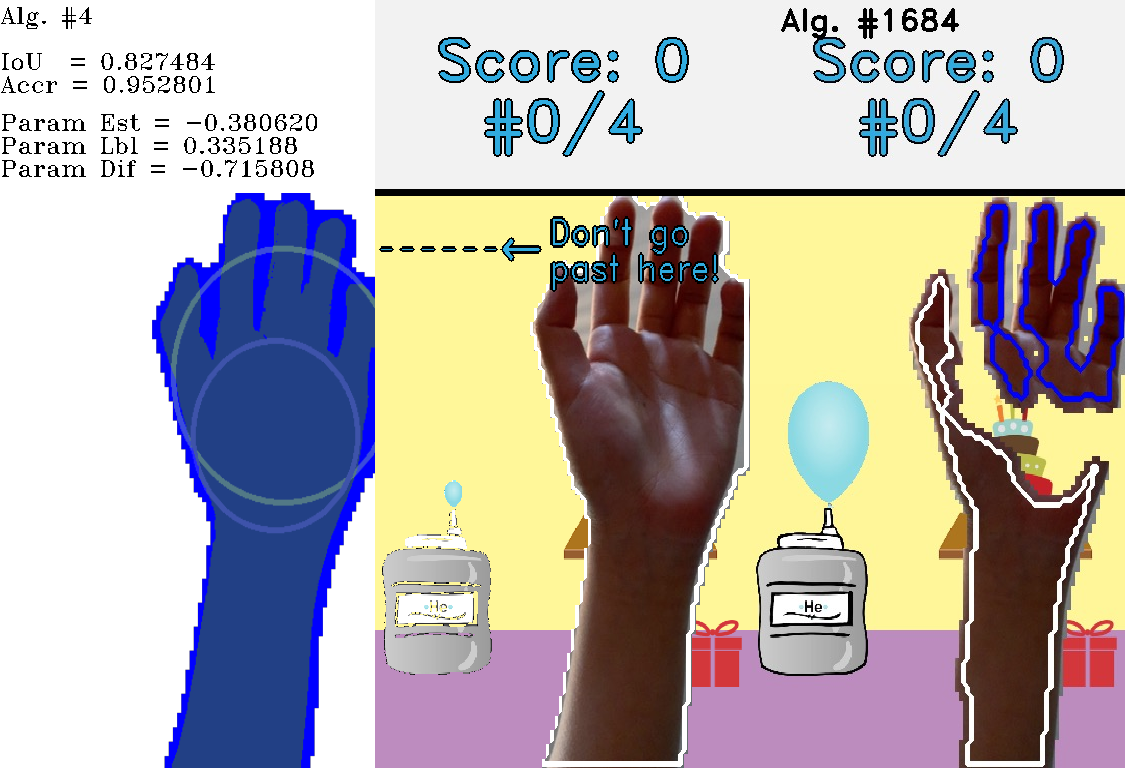 Alg. #4
IoU = 0.827484
Accr = 0.952801
Param Est = −0.380620
Param Lbl = 0.335188
Param Dif = −0.715808
Score: 0
#0/4
Don't go
past here!
He
Alg. #1684
Score: 0
#0/4
He